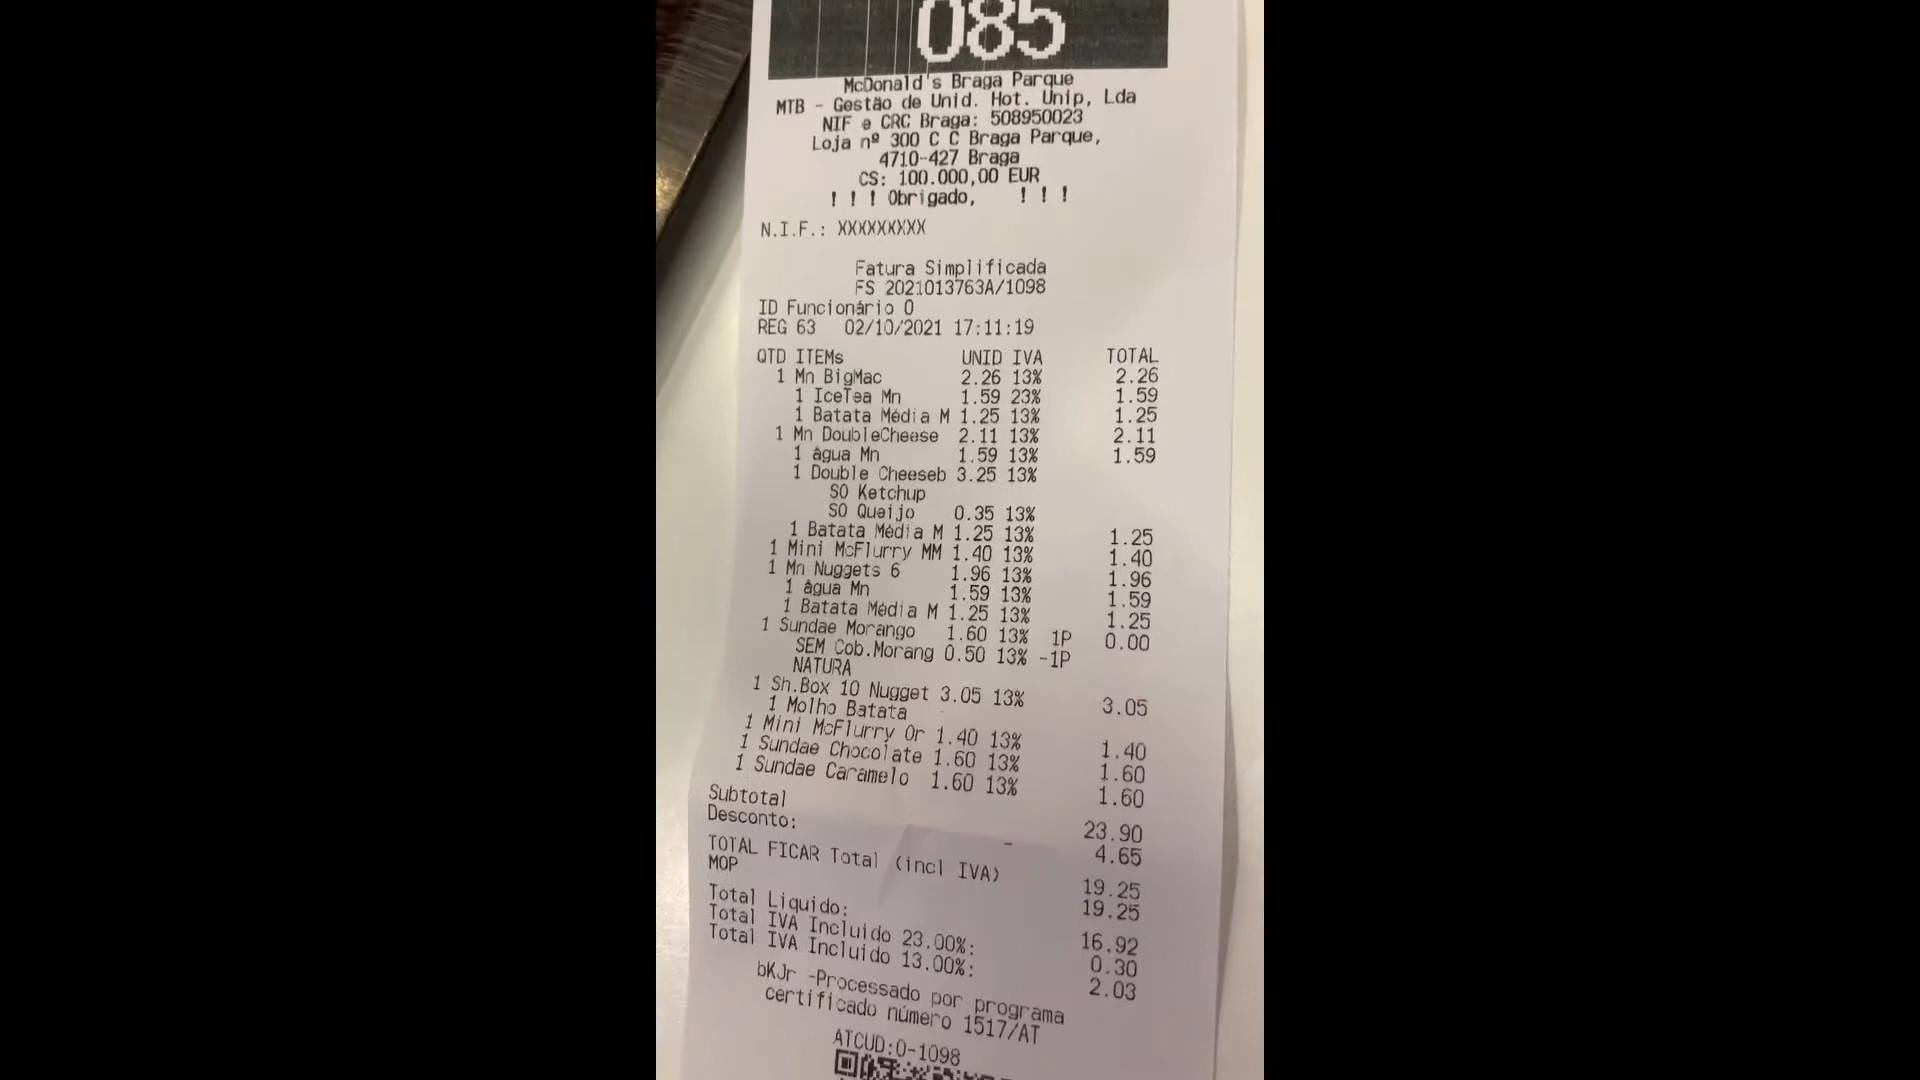 085
McDonald's Braga Parque
MTB - Gestão de Unid. Hot. Unip, Lda
NIF e CRC Braga: 508950023
Loja nº 300 C C Braga Parque,
4710-427 Braga
CS: 100.000,00 EUR
! ! ! Obrigado, ! ! !
N.I.F.: XXXXXXXXX
Fatura Simplificada
FS 2021013763A/1098
ID Funcionário 0
REG 63 02/10/2021 17:11:19
QTD ITEMs UNID IVA TOTAL
1 Mn BigMac 2.26 13% 2.26
1 IceTea Mn 1.59 23% 1.59
1 Batata Média M 1.25 13% 1.25
1 Mn DoubleCheese 2.11 13% 2.11
1 água Mn 1.59 13% 1.59
1 Double Cheeseb 3.25 13%
SO Ketchup
SO Queijo 0.35 13%
1 Batata Média M 1.25 13% 1.25
1 Mini McFlurry MM 1.40 13% 1.40
1 Mn Nuggets 6 1.96 13% 1.96
1 água Mn 1.59 13% 1.59
1 Batata Média M 1.25 13% 1.25
1 Sundae Morango 1.60 13% 1P 0.00
SEM Cob.Morang 0.50 13% -1P
NATURA
1 Sh.Box 10 Nugget 3.05 13% 3.05
1 Molho Batata
1 Mini McFlurry Or 1.40 13% 1.40
1 Sundae Chocolate 1.60 13% 1.60
1 Sundae Caramelo 1.60 13% 1.60
Subtotal 23.90
Desconto: - 4.65
TOTAL FICAR Total (incl IVA) 19.25
MOP 19.25
Total Liquido: 16.92
Total IVA Incluido 23.00%: 0.30
Total IVA Incluido 13.00%: 2.03
bKJr -Processado por programa
certificado número 1517/AT
ATCUD:0-1098